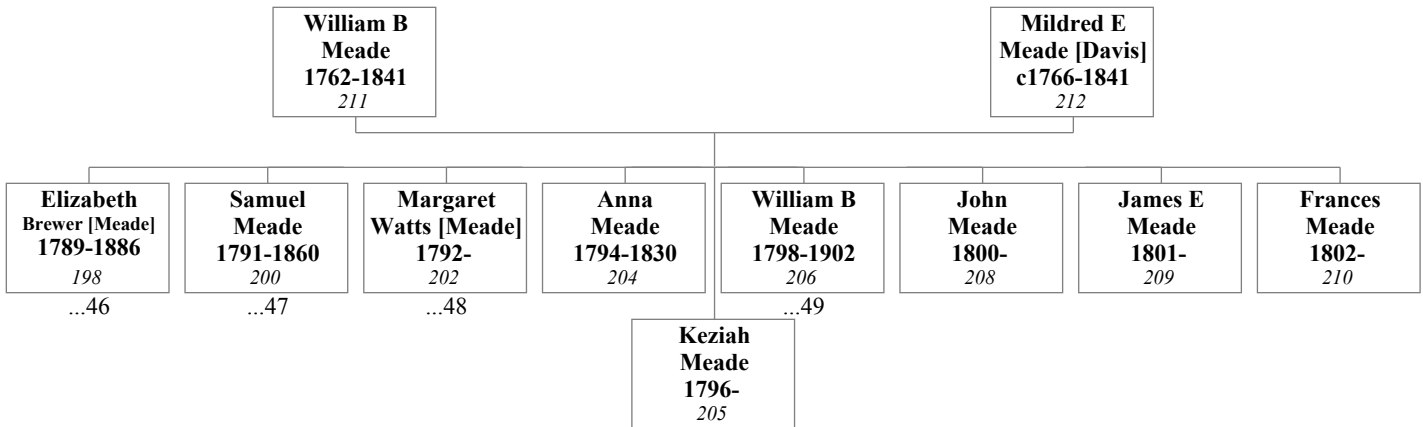 William B
Meade
1762-1841
211
Mildred E
Meade [Davis]
c1766-1841
212
Elizabeth
Brewer [Meade]
1789-1886
198
...46
Samuel
Meade
1791-1860
200
...47
Margaret
Watts [Meade]
1792-
202
...48
Anna
Meade
1794-1830
204
William B
Meade
1798-1902
206
...49
John
Meade
1800-
208
James E
Meade
1801-
209
Frances
Meade
1802-
210
Keziah
Meade
1796-
205